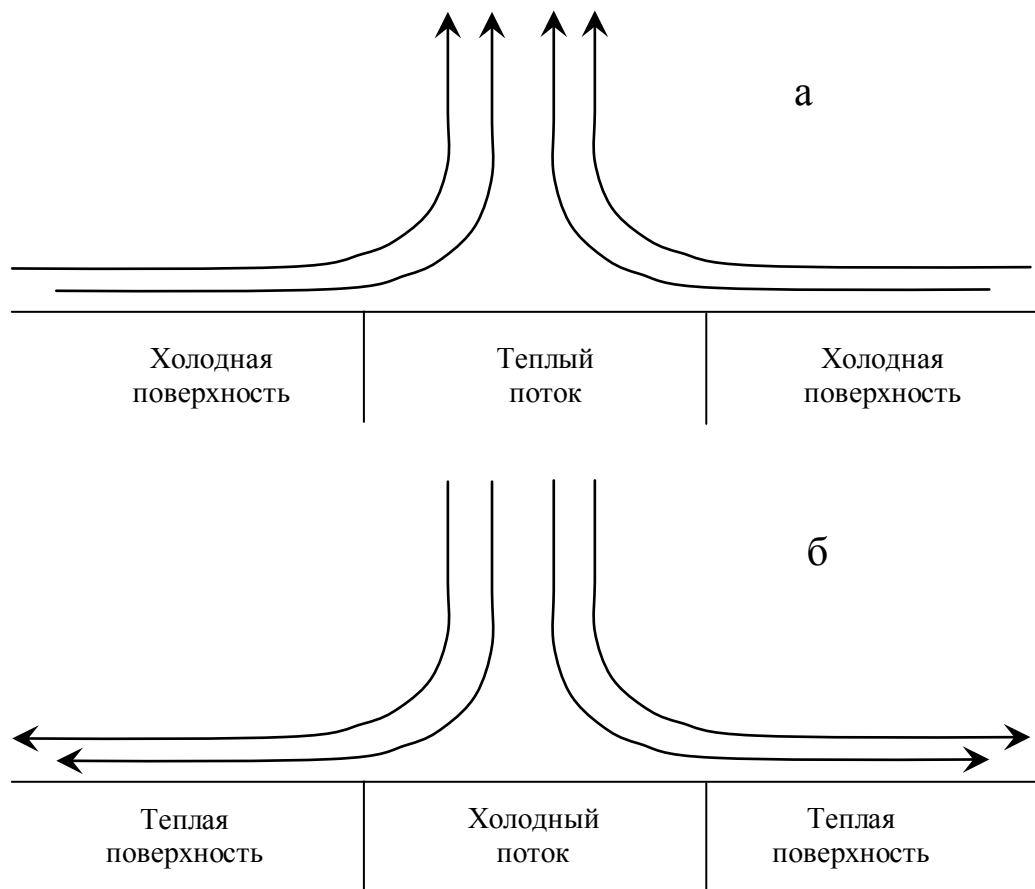 а
Холодная
поверхность
Теплый
поток
Холодная
поверхность
б
Теплая
поверхность
Холодный
поток
Теплая
поверхность